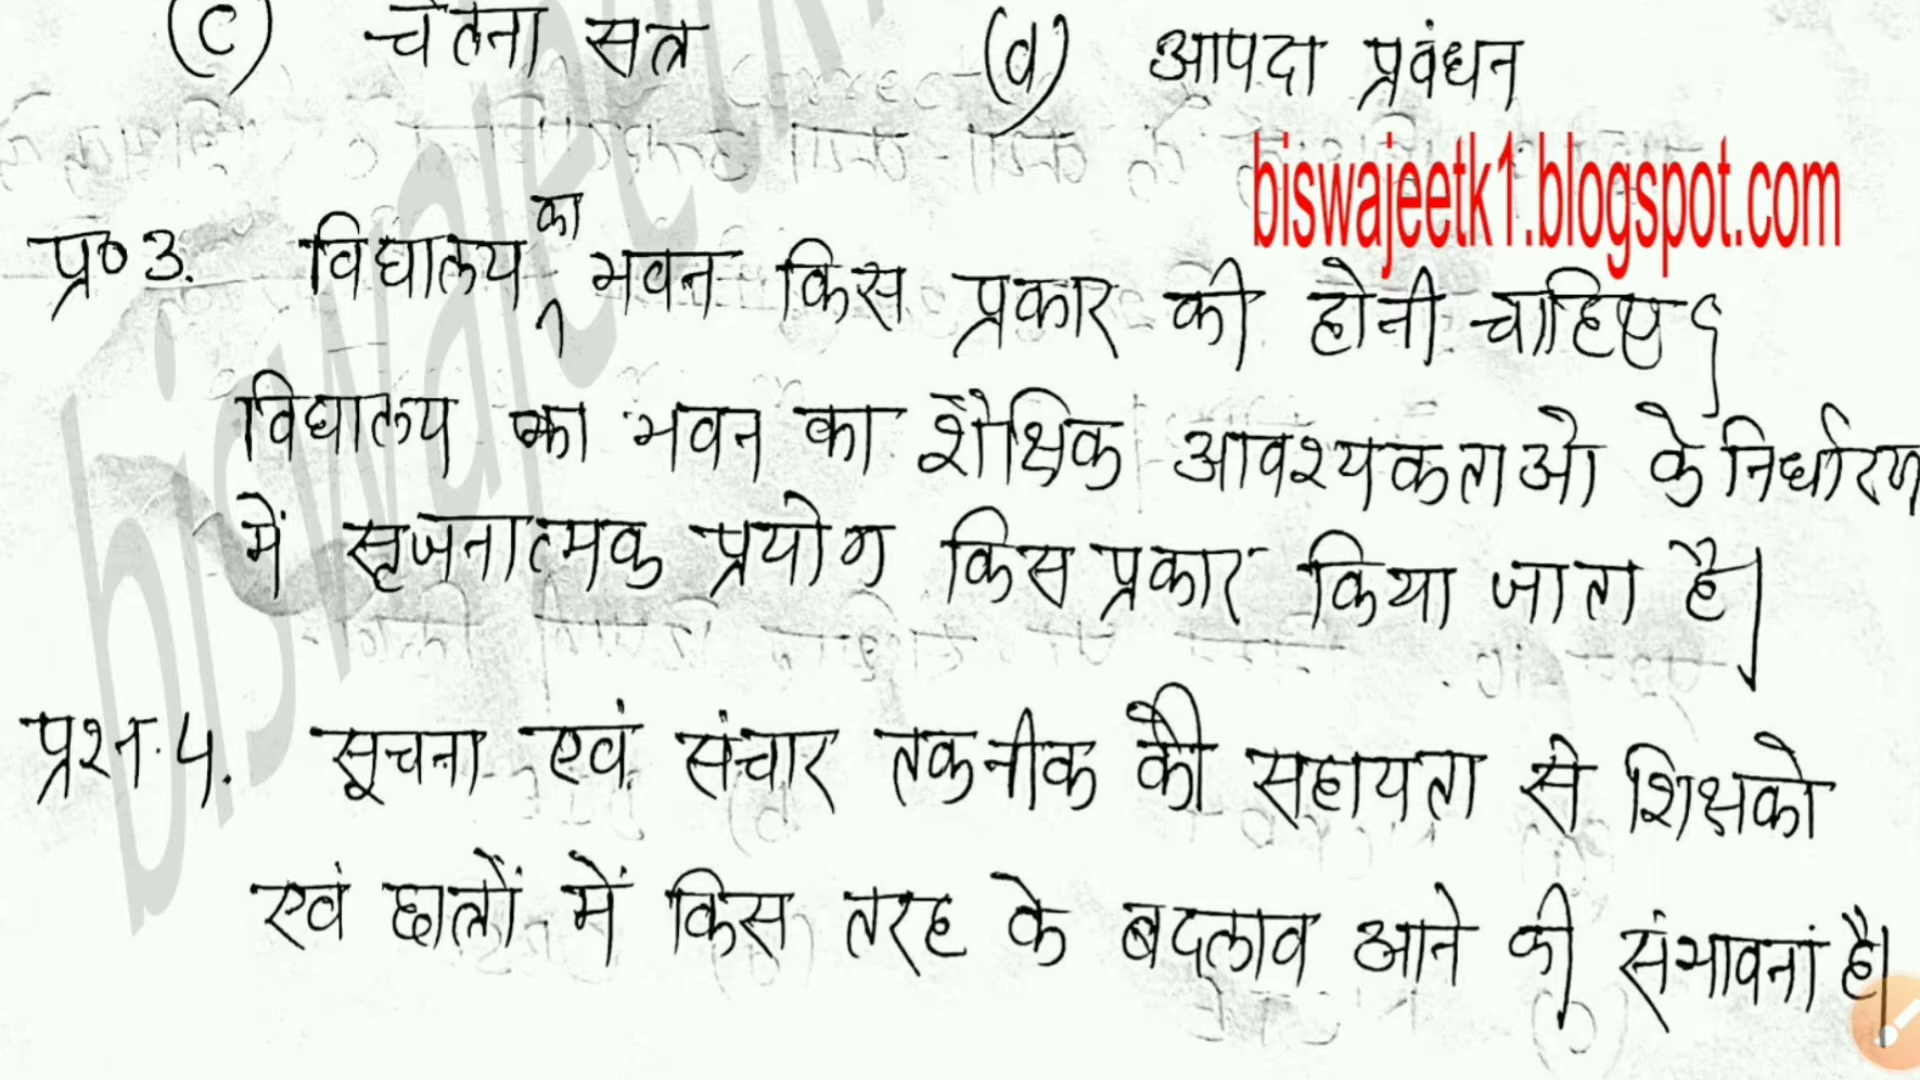 (c) चेतना सत्र (d) आपदा प्रबंधन
biswajeetk1.blogspot.com
प्र० 3. विद्यालय का भवन किस प्रकार की होनी चाहिए?
विद्यालय का भवन का शैक्षिक आवश्यकताओ के निर्धारण
में सृजनात्मक प्रयोग किस प्रकार किया जाता है।
प्रश्न 4. सूचना एवं संचार तकनीक की सहायता से शिक्षको
एवं छात्रों में किस तरह के बदलाव आने की संभावनां है।